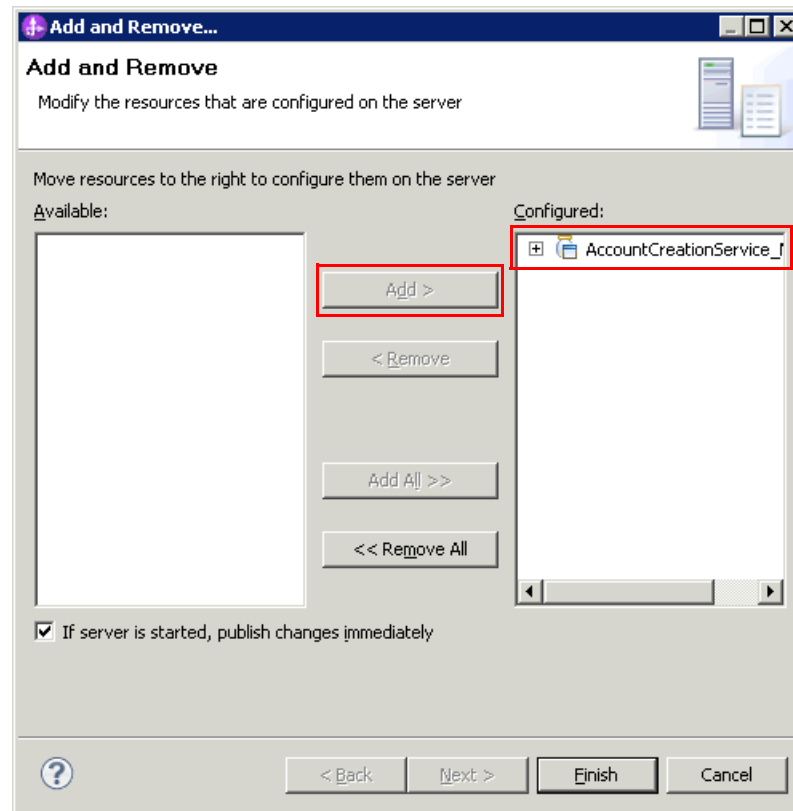 Add and Remove...
Add and Remove
Modify the resources that are configured on the server
Move resources to the right to configure them on the server
Available:
Configured:
AccountCreationService_
Add >
< Remove
Add All >>
<< Remove All
If server is started, publish changes immediately
?
< Back
Next >
Finish
Cancel